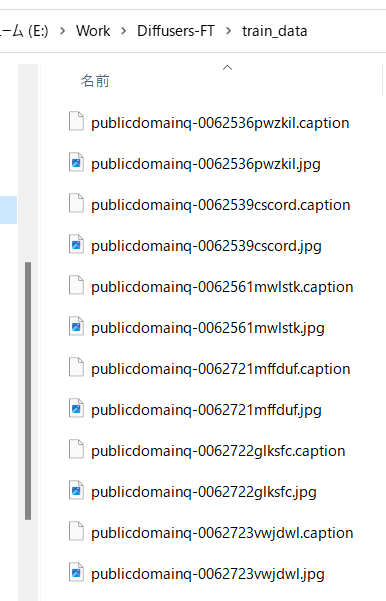 ーム (E:) > Work > Diffusers-FT > train_data
名前
publicdomainq-0062536pwzkil.caption
publicdomainq-0062536pwzkil.jpg
publicdomainq-0062539cscord.caption
publicdomainq-0062539cscord.jpg
publicdomainq-0062561mwlstk.caption
publicdomainq-0062561mwlstk.jpg
publicdomainq-0062721mffduf.caption
publicdomainq-0062721mffduf.jpg
publicdomainq-0062722glksfc.caption
publicdomainq-0062722glksfc.jpg
publicdomainq-0062723vwjdwl.caption
publicdomainq-0062723vwjdwl.jpg